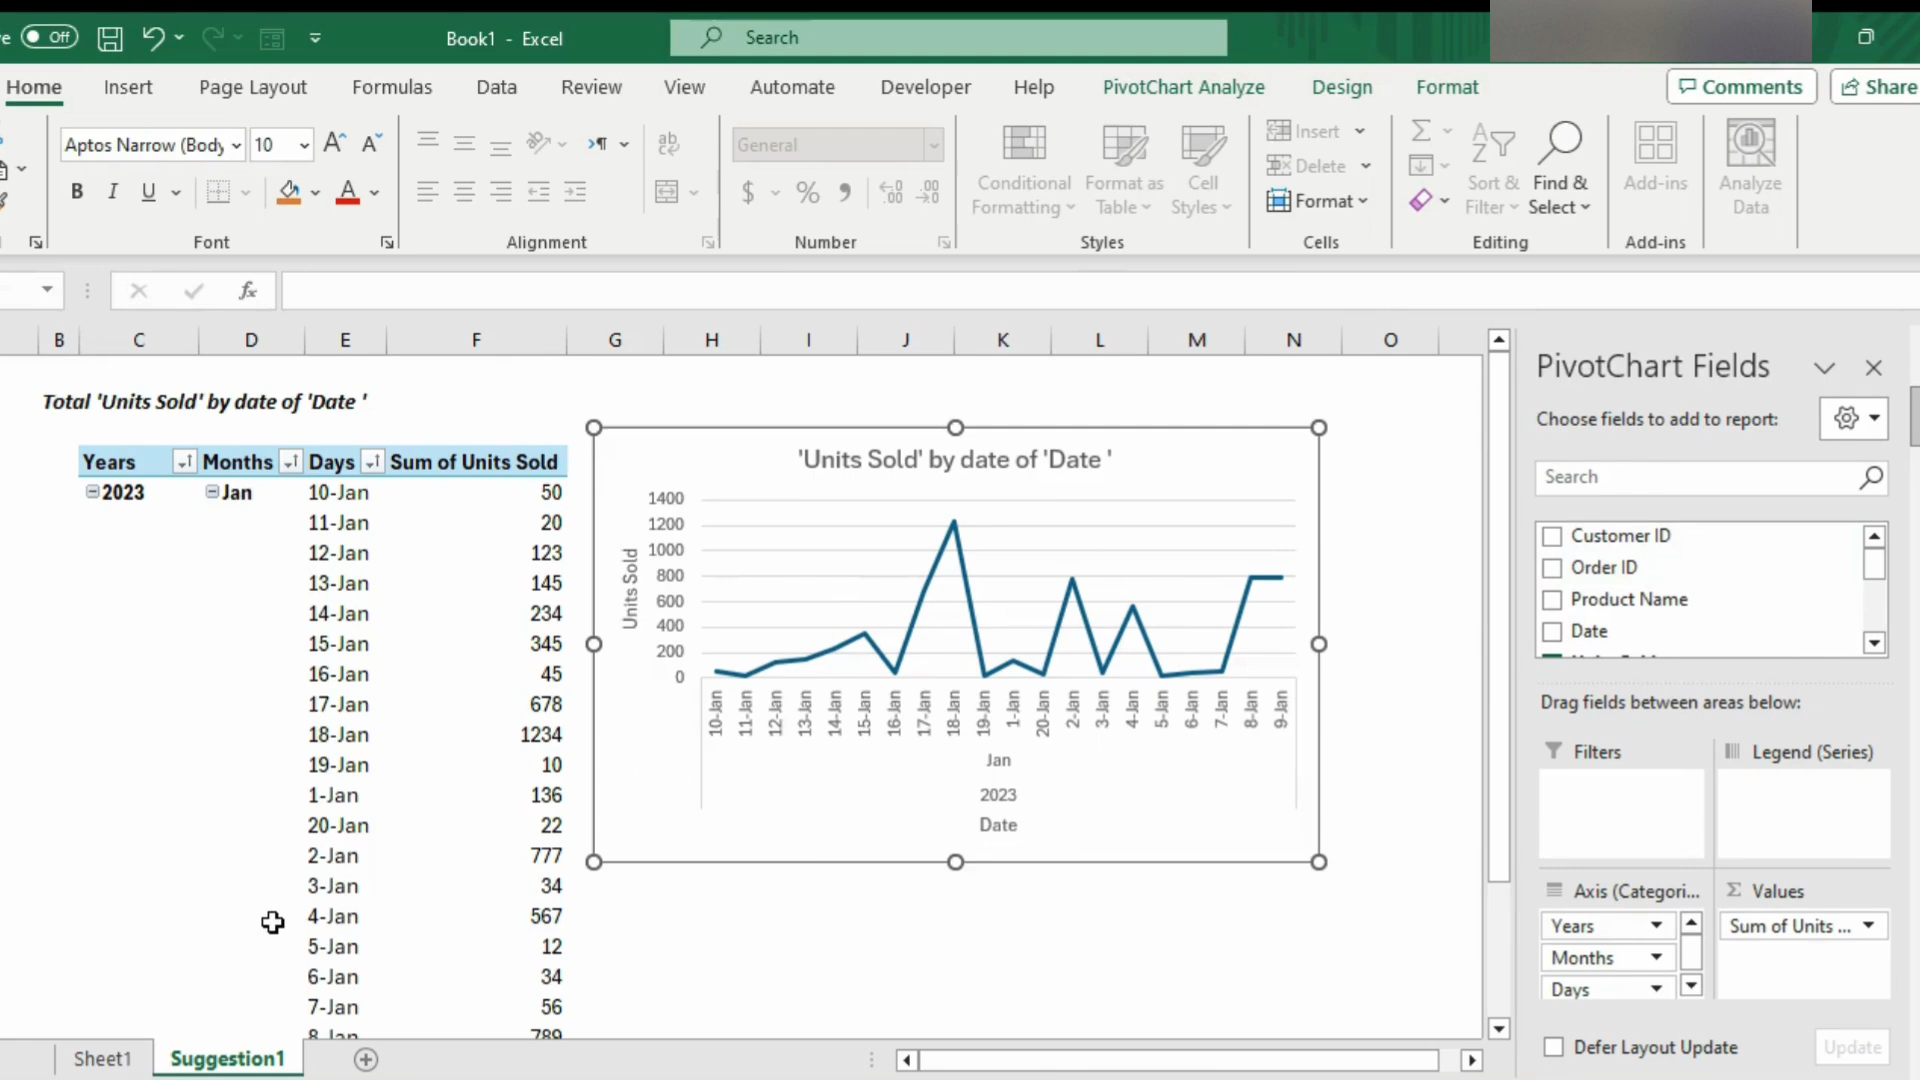 Off
Book1 - Excel
Search
Home Insert Page Layout Formulas Data Review View Automate Developer Help PivotChart Analyze Design Format Comments Share
Aptos Narrow (Body 10
General
Conditional Formatting
Format as Table
Cell Styles
Insert
Delete
Format
Sort & Filter
Find & Select
Add-ins
Analyze Data
B I U
$ % 
Font Alignment Number Styles Cells Editing Add-ins
fx
B C D E F G H I J K L M N O
Total 'Units Sold' by date of 'Date '
Years Months Days Sum of Units Sold
2023 Jan 10-Jan 50
11-Jan 20
12-Jan 123
13-Jan 145
14-Jan 234
15-Jan 345
16-Jan 45
17-Jan 678
18-Jan 1234
19-Jan 10
1-Jan 136
20-Jan 22
2-Jan 777
3-Jan 34
4-Jan 567
5-Jan 12
6-Jan 34
7-Jan 56
8-Jan 789
'Units Sold' by date of 'Date '
Units Sold
1400
1200
1000
800
600
400
200
0
10-Jan 11-Jan 12-Jan 13-Jan 14-Jan 15-Jan 16-Jan 17-Jan 18-Jan 19-Jan 1-Jan 20-Jan 2-Jan 3-Jan 4-Jan 5-Jan 6-Jan 7-Jan 8-Jan 9-Jan
Jan
2023
Date
PivotChart Fields
Choose fields to add to report:
Search
Customer ID
Order ID
Product Name
Date
Drag fields between areas below:
Filters Legend (Series)
Axis (Categori... Σ Values
Years Sum of Units ...
Months
Days
Defer Layout Update Update
Sheet1 Suggestion1